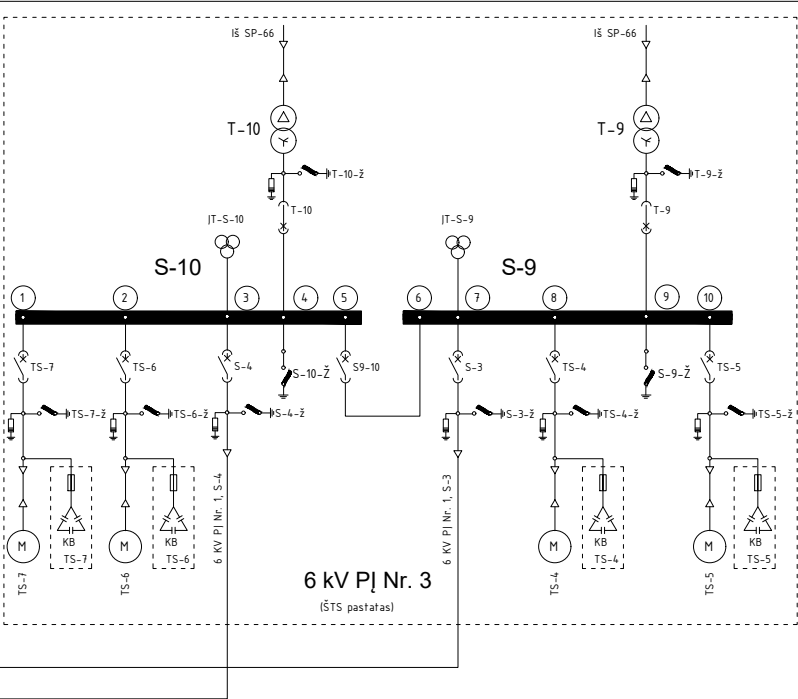 Iš SP-66
Iš SP-66
T-10
T-9
T-10-ž
T-9-ž
T-10
T-9
ĮT-S-10
ĮT-S-9
S-10
S-9
1
2
3
4
5
6
7
8
9
10
TS-7
TS-6
S-4
S-10-Ž
S9-10
S-3
TS-4
S-9-Ž
TS-5
TS-7-ž
TS-6-ž
S-4-ž
S-3-ž
TS-4-ž
TS-5-ž
6 KV PĮ Nr. 1, S-4
6 KV PĮ Nr. 1, S-3
M
KB
TS-7
M
KB
TS-6
M
KB
TS-4
M
KB
TS-5
TS-7
TS-6
TS-4
TS-5
6 kV PĮ Nr. 3
(ŠTS pastatas)